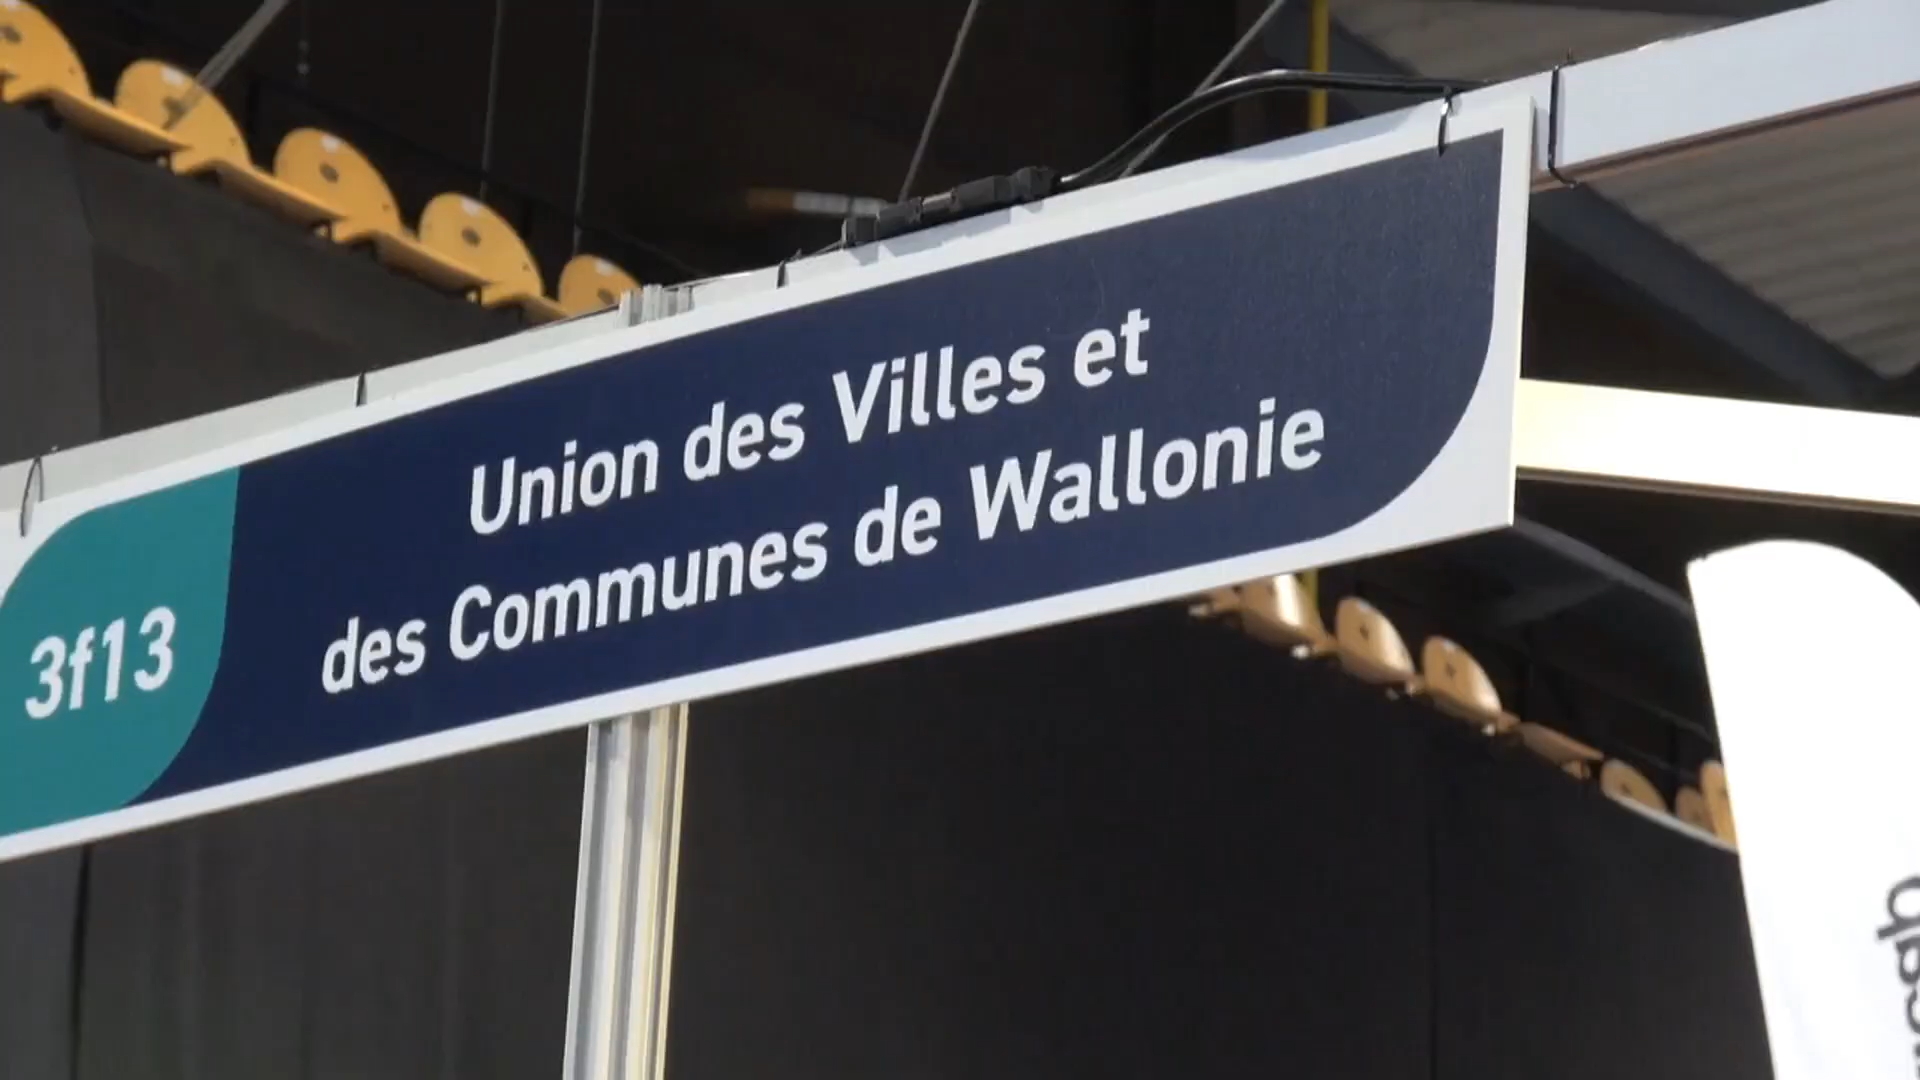 Union des Villes et
des Communes de Wallonie
3f13